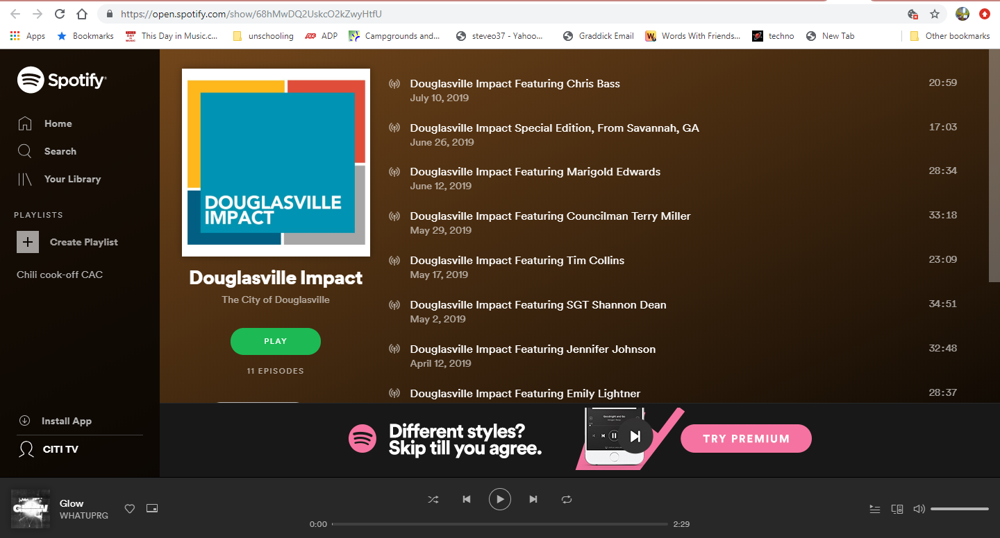 https://open.spotify.com/show/68hMwDQ2UskcO2kZwyHtfU
Apps
Bookmarks
This Day in Music.c...
unschooling
ADP
Campgrounds and...
steveo37 - Yahoo...
Graddick Email
Words With Friends...
techno
New Tab
Other bookmarks
Spotify
Home
Search
Your Library
PLAYLISTS
Create Playlist
Chili cook-off CAC
Install App
CITI TV
DOUGLASVILLE
IMPACT
Douglasville Impact
The City of Douglasville
PLAY
11 EPISODES
Douglasville Impact Featuring Chris Bass 20:59
July 10, 2019
Douglasville Impact Special Edition, From Savannah, GA 17:03
June 26, 2019
Douglasville Impact Featuring Marigold Edwards 28:34
June 12, 2019
Douglasville Impact Featuring Councilman Terry Miller 33:18
May 29, 2019
Douglasville Impact Featuring Tim Collins 23:09
May 17, 2019
Douglasville Impact Featuring SGT Shannon Dean 34:51
May 2, 2019
Douglasville Impact Featuring Jennifer Johnson 32:48
April 12, 2019
Douglasville Impact Featuring Emily Lightner 28:37
Different styles?
Skip till you agree.
TRY PREMIUM
Glow
WHATUPRG
0:00
2:29